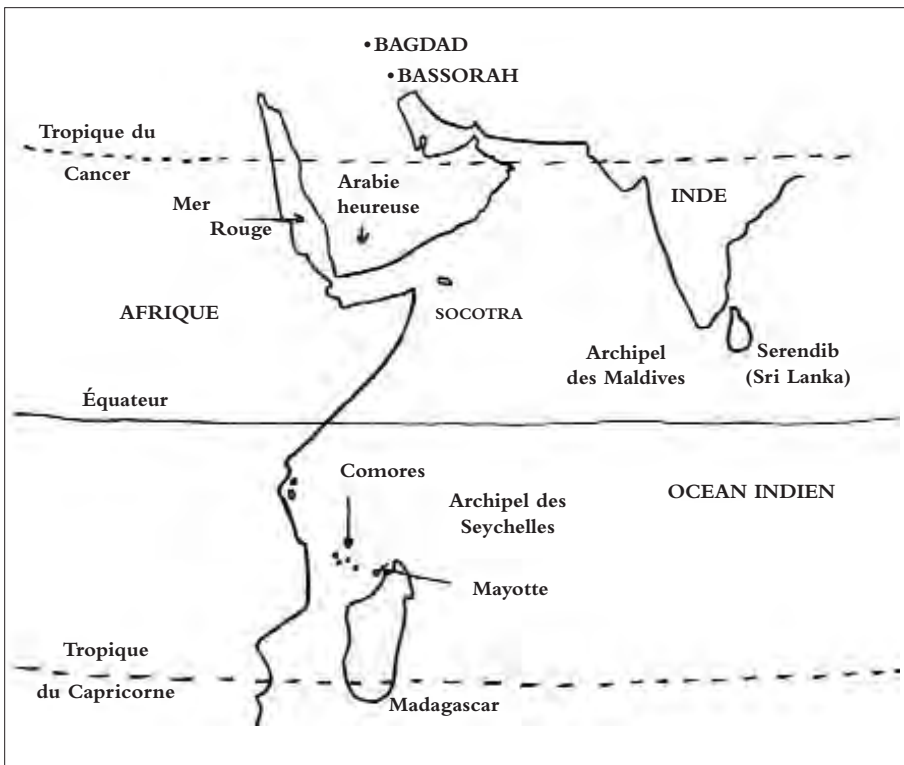 •BAGDAD
•BASSORAH
Tropique du
Cancer
Arabie
heureuse
Mer
Rouge
INDE
AFRIQUE
SOCOTRA
Archipel
des Maldives
Serendib
(Sri Lanka)
Équateur
Comores
Archipel des
Seychelles
OCEAN INDIEN
Mayotte
Tropique
du Capricorne
Madagascar